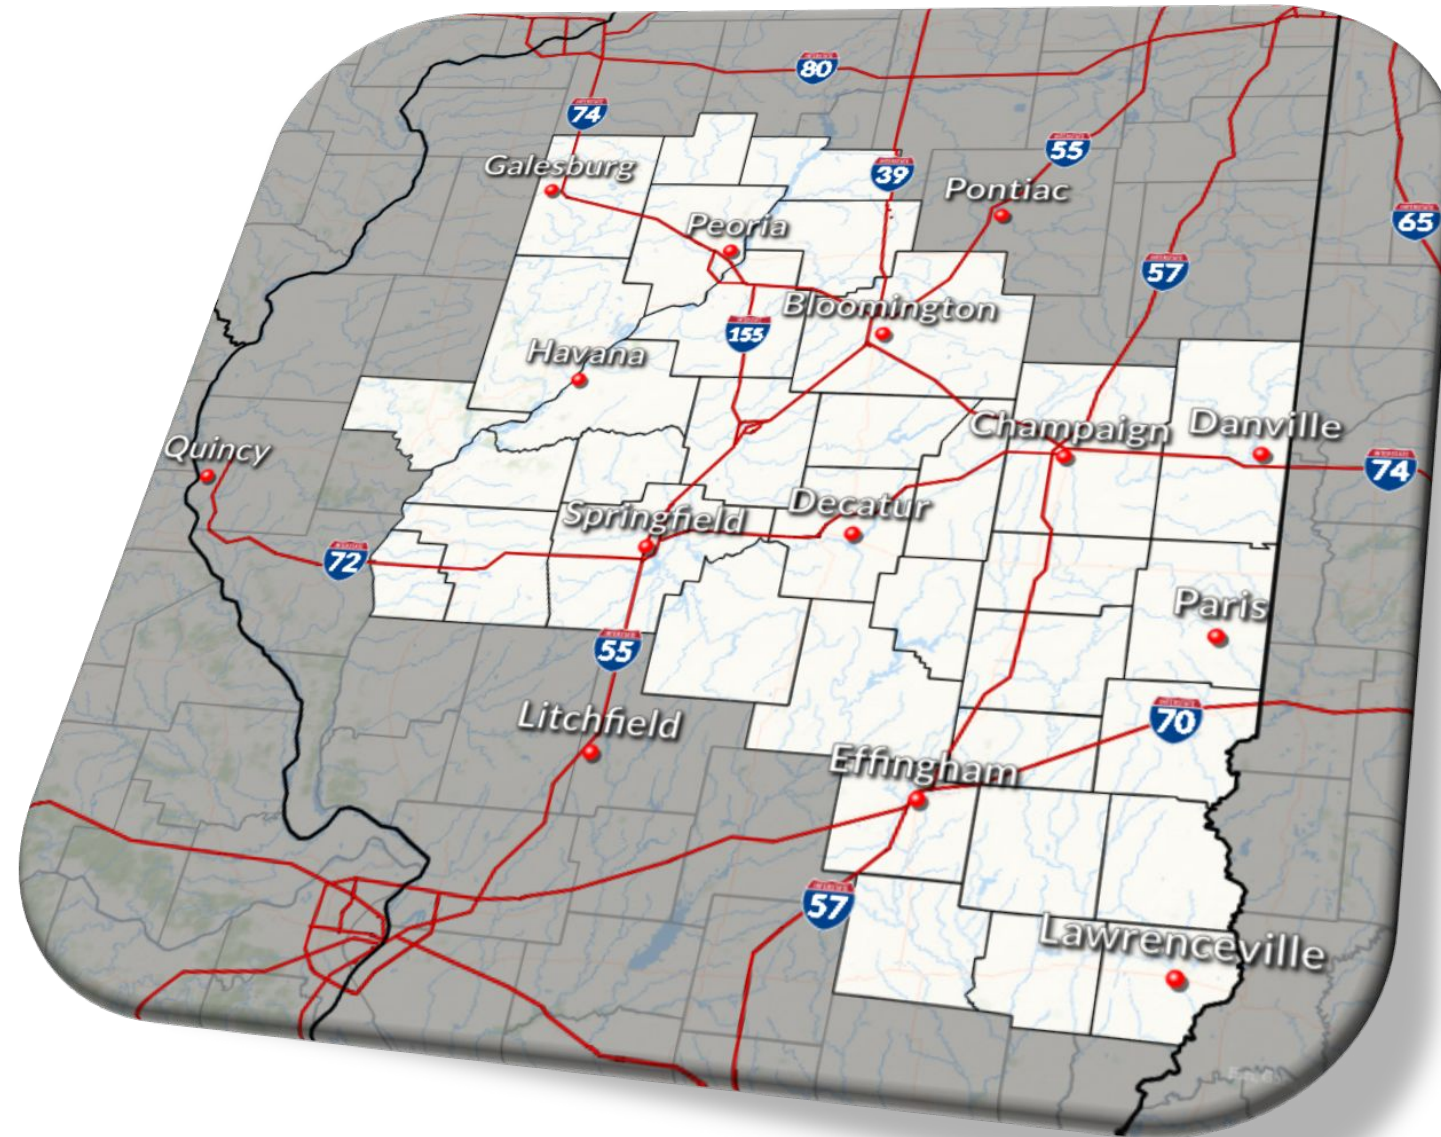 80
74
55
Galesburg
39
Pontiac
65
Peoria
57
Bloomington
155
Havana
Champaign
Danville
Quincy
74
Decatur
Springfield
72
Paris
55
Litchfield
70
Effingham
57
Lawrenceville